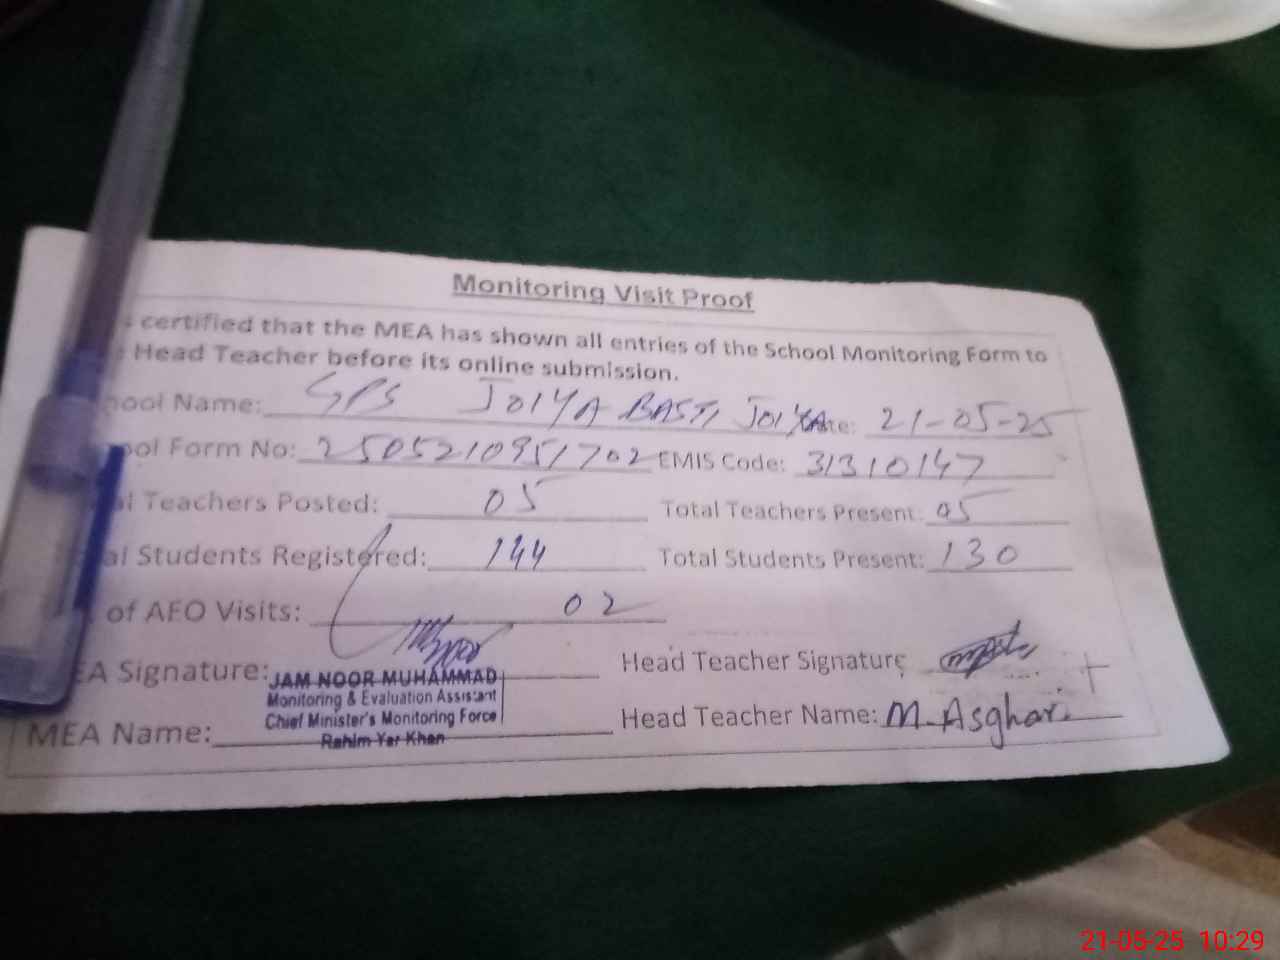 Monitoring Visit Proof
certified that the MEA has shown all entries of the School Monitoring Form to
Head Teacher before its online submission.
hool Name: GPS JOIYA BASTI JOIYA te: 21-05-25
ool Form No: 2505210951702 EMIS Code: 31310147
al Teachers Posted: 05 Total Teachers Present: 05
al Students Registered: 144 Total Students Present: 130
of AEO Visits: 02
EA Signature: Head Teacher Signature
JAM NOOR MUHAMMAD
Monitoring & Evaluation Assistant
Chief Minister's Monitoring Force
Rahim Yar Khan
MEA Name: Head Teacher Name: M. Asghar
21-05-25 10:29